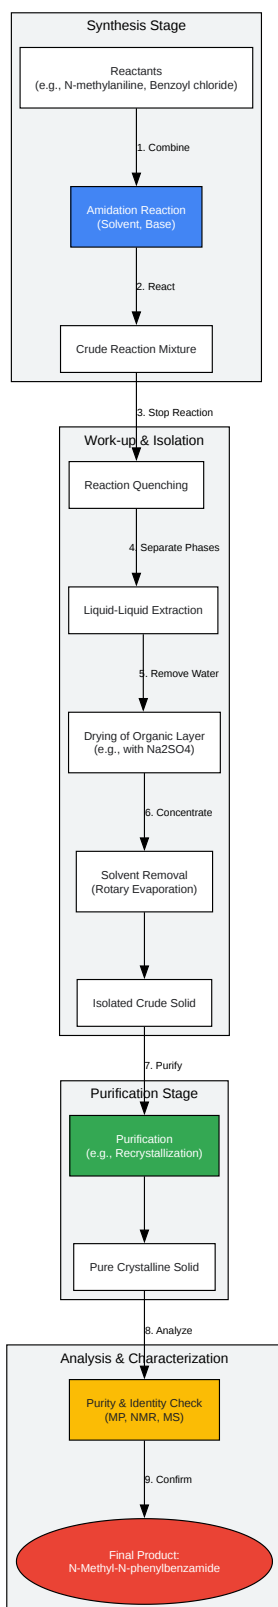 Synthesis Stage
Reactants
(e.g., N-methylaniline, Benzoyl chloride)
1. Combine
Amidation Reaction
(Solvent, Base)
2. React
Crude Reaction Mixture
3. Stop Reaction
Work-up & Isolation
Reaction Quenching
4. Separate Phases
Liquid-Liquid Extraction
5. Remove Water
Drying of Organic Layer
(e.g., with Na2SO4)
6. Concentrate
Solvent Removal
(Rotary Evaporation)
Isolated Crude Solid
7. Purify
Purification Stage
Purification
(e.g., Recrystallization)
Pure Crystalline Solid
8. Analyze
Analysis & Characterization
Purity & Identity Check
(MP, NMR, MS)
9. Confirm
Final Product:
N-Methyl-N-phenylbenzamide